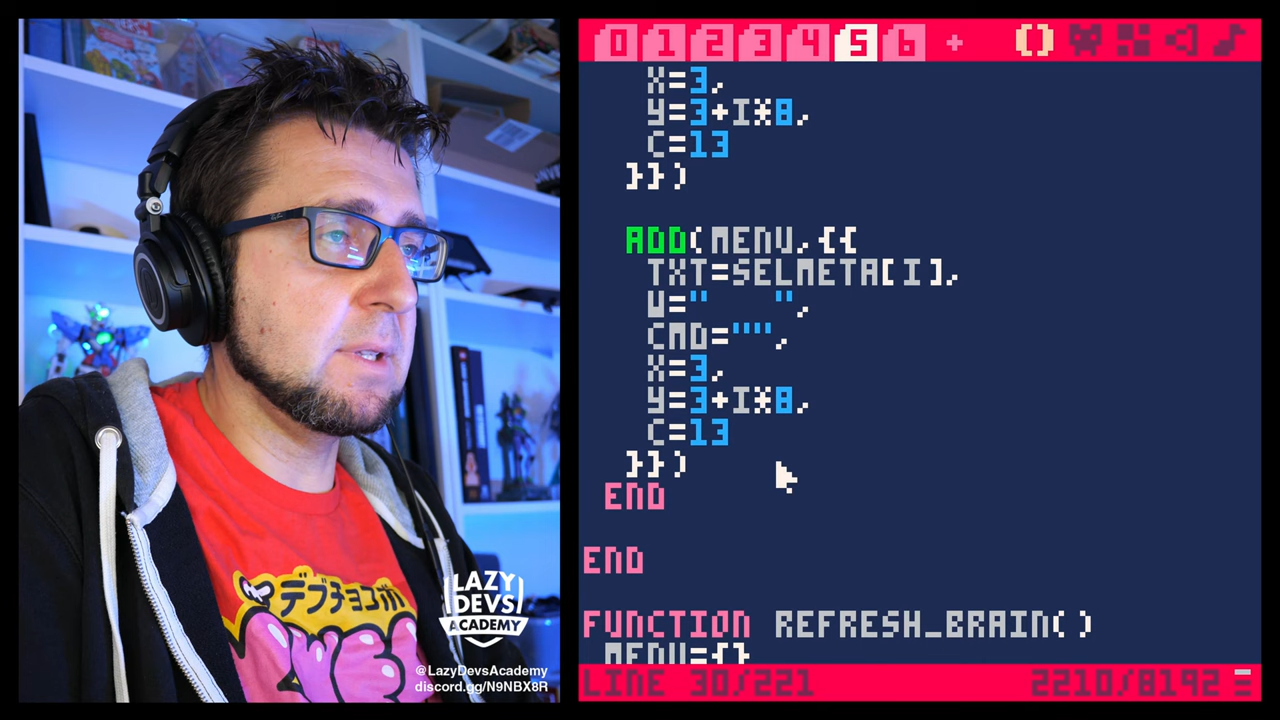 0 1 2 3 4 5 6 +
X=3,
Y=3+I*8,
C=13
}})
ADD(MENU,{{
TXT=SELMETA[I],
W="   ",
CMD="",
X=3,
Y=3+I*8,
C=13
}})
END
END
FUNCTION REFRESH_BRAIN()
MENU={}
LINE 30/221
2210/8192
デブチョコボ
LAZY
DEVS
ACADEMY
@LazyDevsAcademy
discord.gg/N9NBX8R